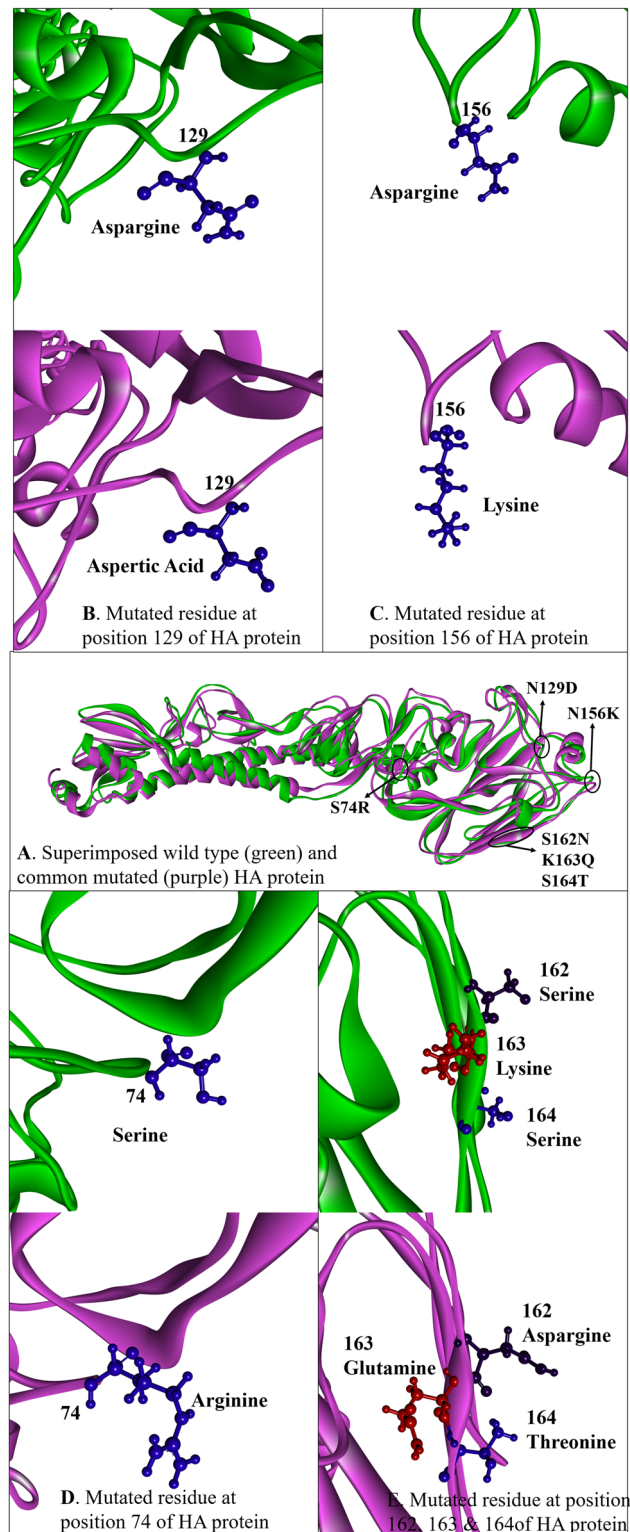 129
Aspargine
156
Aspargine
129
Aspertic Acid
B. Mutated residue at
position 129 of HA protein
156
Lysine
C. Mutated residue at
position 156 of HA protein
N129D
N156K
S74R
S162N
K163Q
S164T
A. Superimposed wild type (green) and
common mutated (purple) HA protein
74
Serine
162
Serine
163
Lysine
164
Serine
74
Arginine
D. Mutated residue at
position 74 of HA protein
162
Aspargine
163
Glutamine
164
Threonine
E. Mutated residue at position
162, 163 & 164of HA protein